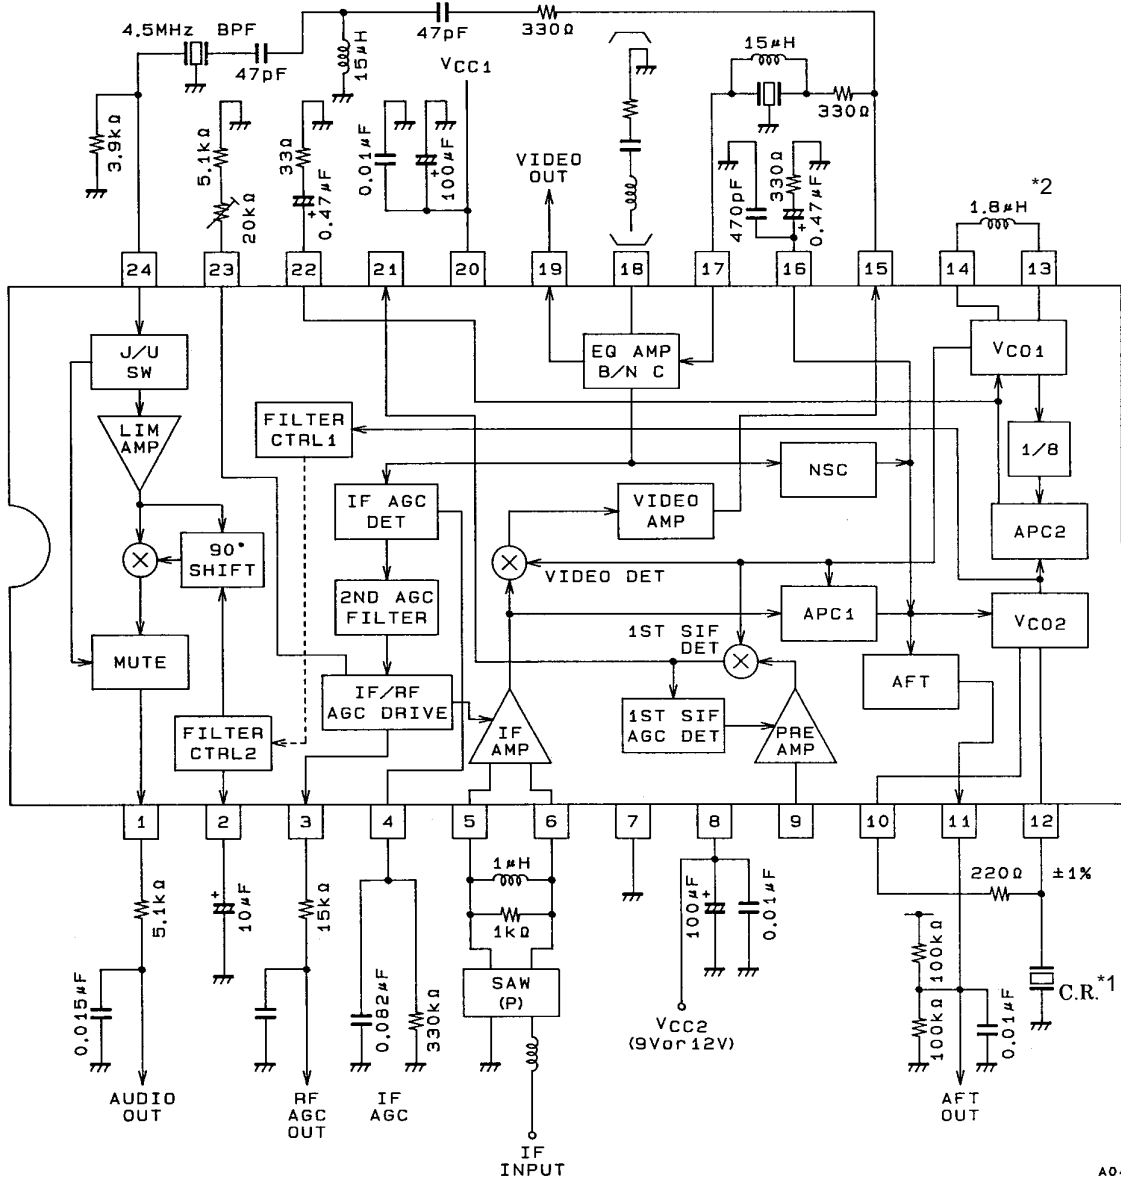 4.5MHz BPF
47pF
15μH
47pF
330Ω
VCC1
15μH
330Ω
3.9kΩ
5.1kΩ
20kΩ
33Ω
0.47μF
0.01μF
100μF
VIDEO
OUT
470pF
330Ω
0.47μF
*2
1.8μH
24
23
22
21
20
19
18
17
16
15
14
13
J/U
SW
LIM
AMP
90°
SHIFT
MUTE
FILTER
CTRL2
FILTER
CTRL1
IF AGC
DET
2ND AGC
FILTER
IF/RF
AGC DRIVE
EQ AMP
B/N C
VIDEO
AMP
VIDEO DET
IF
AMP
1ST SIF
DET
1ST SIF
AGC DET
PRE
AMP
NSC
APC1
AFT
VCO1
1/8
APC2
VCO2
1
2
3
4
5
6
7
8
9
10
11
12
5.1kΩ
0.015μF
AUDIO
OUT
10μF
15kΩ
RF
AGC
OUT
0.082μF
330kΩ
IF
AGC
1μH
1kΩ
SAW
(P)
IF
INPUT
100μF
0.01μF
VCC2
(9Vor12V)
220Ω ±1%
100kΩ
100kΩ
0.01μF
AFT
OUT
C.R.*1